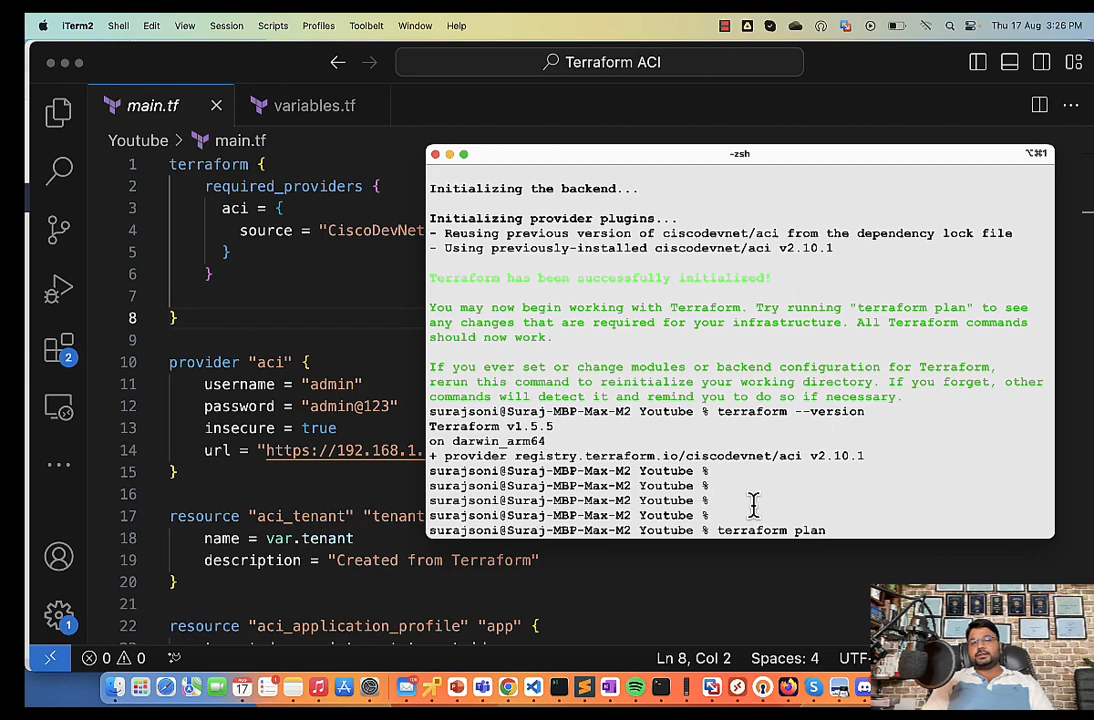 iTerm2 Shell Edit View Session Scripts Profiles Toolbelt Window Help Thu 17 Aug 3:26 PM
Terraform ACI
main.tf variables.tf
Youtube > main.tf
1 terraform {
2 required_providers {
3 aci = {
4 source = "CiscoDevNet
5 }
6 }
7
8 }
10 provider "aci" {
11 username = "admin"
12 password = "admin@123"
13 insecure = true
14 url = "https://192.168.1.
15 }
16
17 resource "aci_tenant" "tenant
18 name = var.tenant
19 description = "Created from Terraform"
20 }
21
22 resource "aci_application_profile" "app" {
-zsh
⌥⌘1
Initializing the backend...
Initializing provider plugins...
- Reusing previous version of ciscodevnet/aci from the dependency lock file
- Using previously-installed ciscodevnet/aci v2.10.1
Terraform has been successfully initialized!
You may now begin working with Terraform. Try running "terraform plan" to see
any changes that are required for your infrastructure. All Terraform commands
should now work.
If you ever set or change modules or backend configuration for Terraform,
rerun this command to reinitialize your working directory. If you forget, other
commands will detect it and remind you to do so if necessary.
surajsoni@Suraj-MBP-Max-M2 Youtube % terraform --version
Terraform v1.5.5
on darwin_arm64
+ provider registry.terraform.io/ciscodevnet/aci v2.10.1
surajsoni@Suraj-MBP-Max-M2 Youtube %
surajsoni@Suraj-MBP-Max-M2 Youtube %
surajsoni@Suraj-MBP-Max-M2 Youtube %
surajsoni@Suraj-MBP-Max-M2 Youtube %
surajsoni@Suraj-MBP-Max-M2 Youtube % terraform plan
2
1
0 0
Ln 8, Col 2 Spaces: 4 UTF-
17